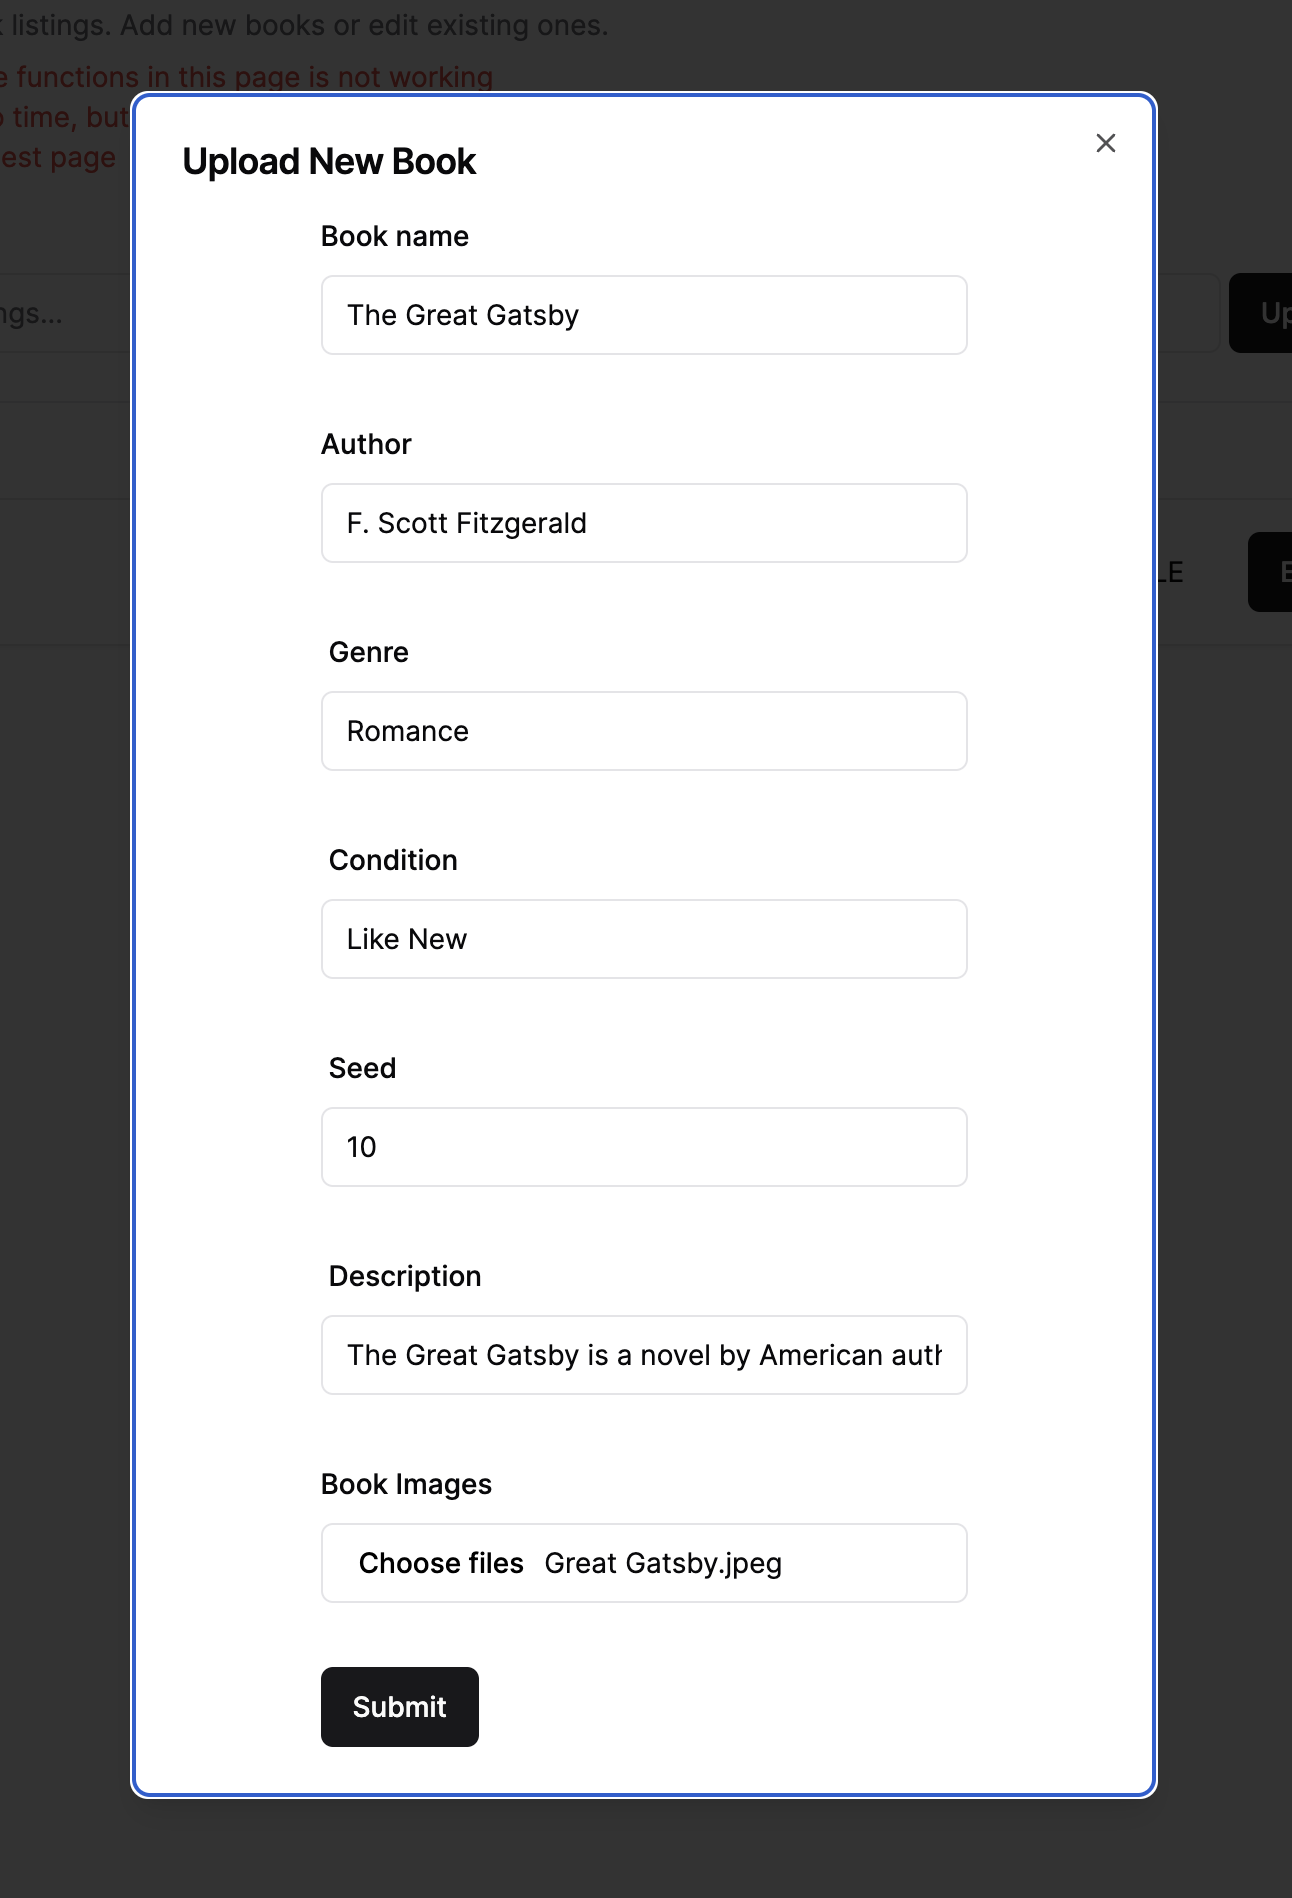 listings. Add new books or edit existing ones.
functions in this page is not working
time, but
est page
Upload New Book
Book name
The Great Gatsby
Author
F. Scott Fitzgerald
Genre
Romance
Condition
Like New
Seed
10
Description
The Great Gatsby is a novel by American auth
Book Images
Choose files Great Gatsby.jpeg
Submit
ngs...
Up
LE
E